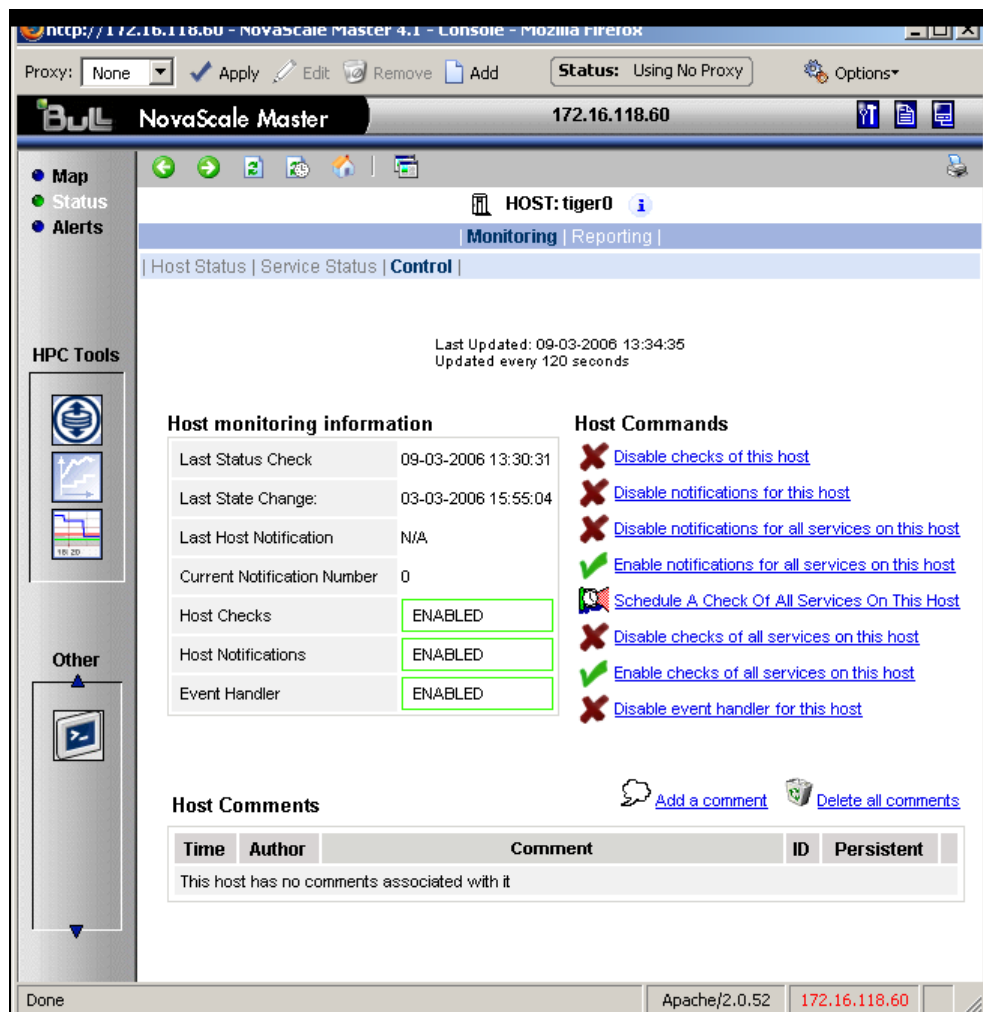 http://172.16.118.60 - NovaScale Master 4.1 - Console - Mozilla Firefox
Proxy: None Apply Edit Remove Add Status: Using No Proxy Options
Bull NovaScale Master 172.16.118.60
Map
Status
Alerts
HOST: tiger0
| Monitoring | Reporting |
| Host Status | Service Status | Control |
Last Updated: 09-03-2006 13:34:35
Updated every 120 seconds
HPC Tools
18 20
Other
Host monitoring information
Last Status Check 09-03-2006 13:30:31
Last State Change: 03-03-2006 15:55:04
Last Host Notification N/A
Current Notification Number 0
Host Checks ENABLED
Host Notifications ENABLED
Event Handler ENABLED
Host Commands
Disable checks of this host
Disable notifications for this host
Disable notifications for all services on this host
Enable notifications for all services on this host
Schedule A Check Of All Services On This Host
Disable checks of all services on this host
Enable checks of all services on this host
Disable event handler for this host
Host Comments
Add a comment Delete all comments
Time Author Comment ID Persistent
This host has no comments associated with it
Done Apache/2.0.52 172.16.118.60